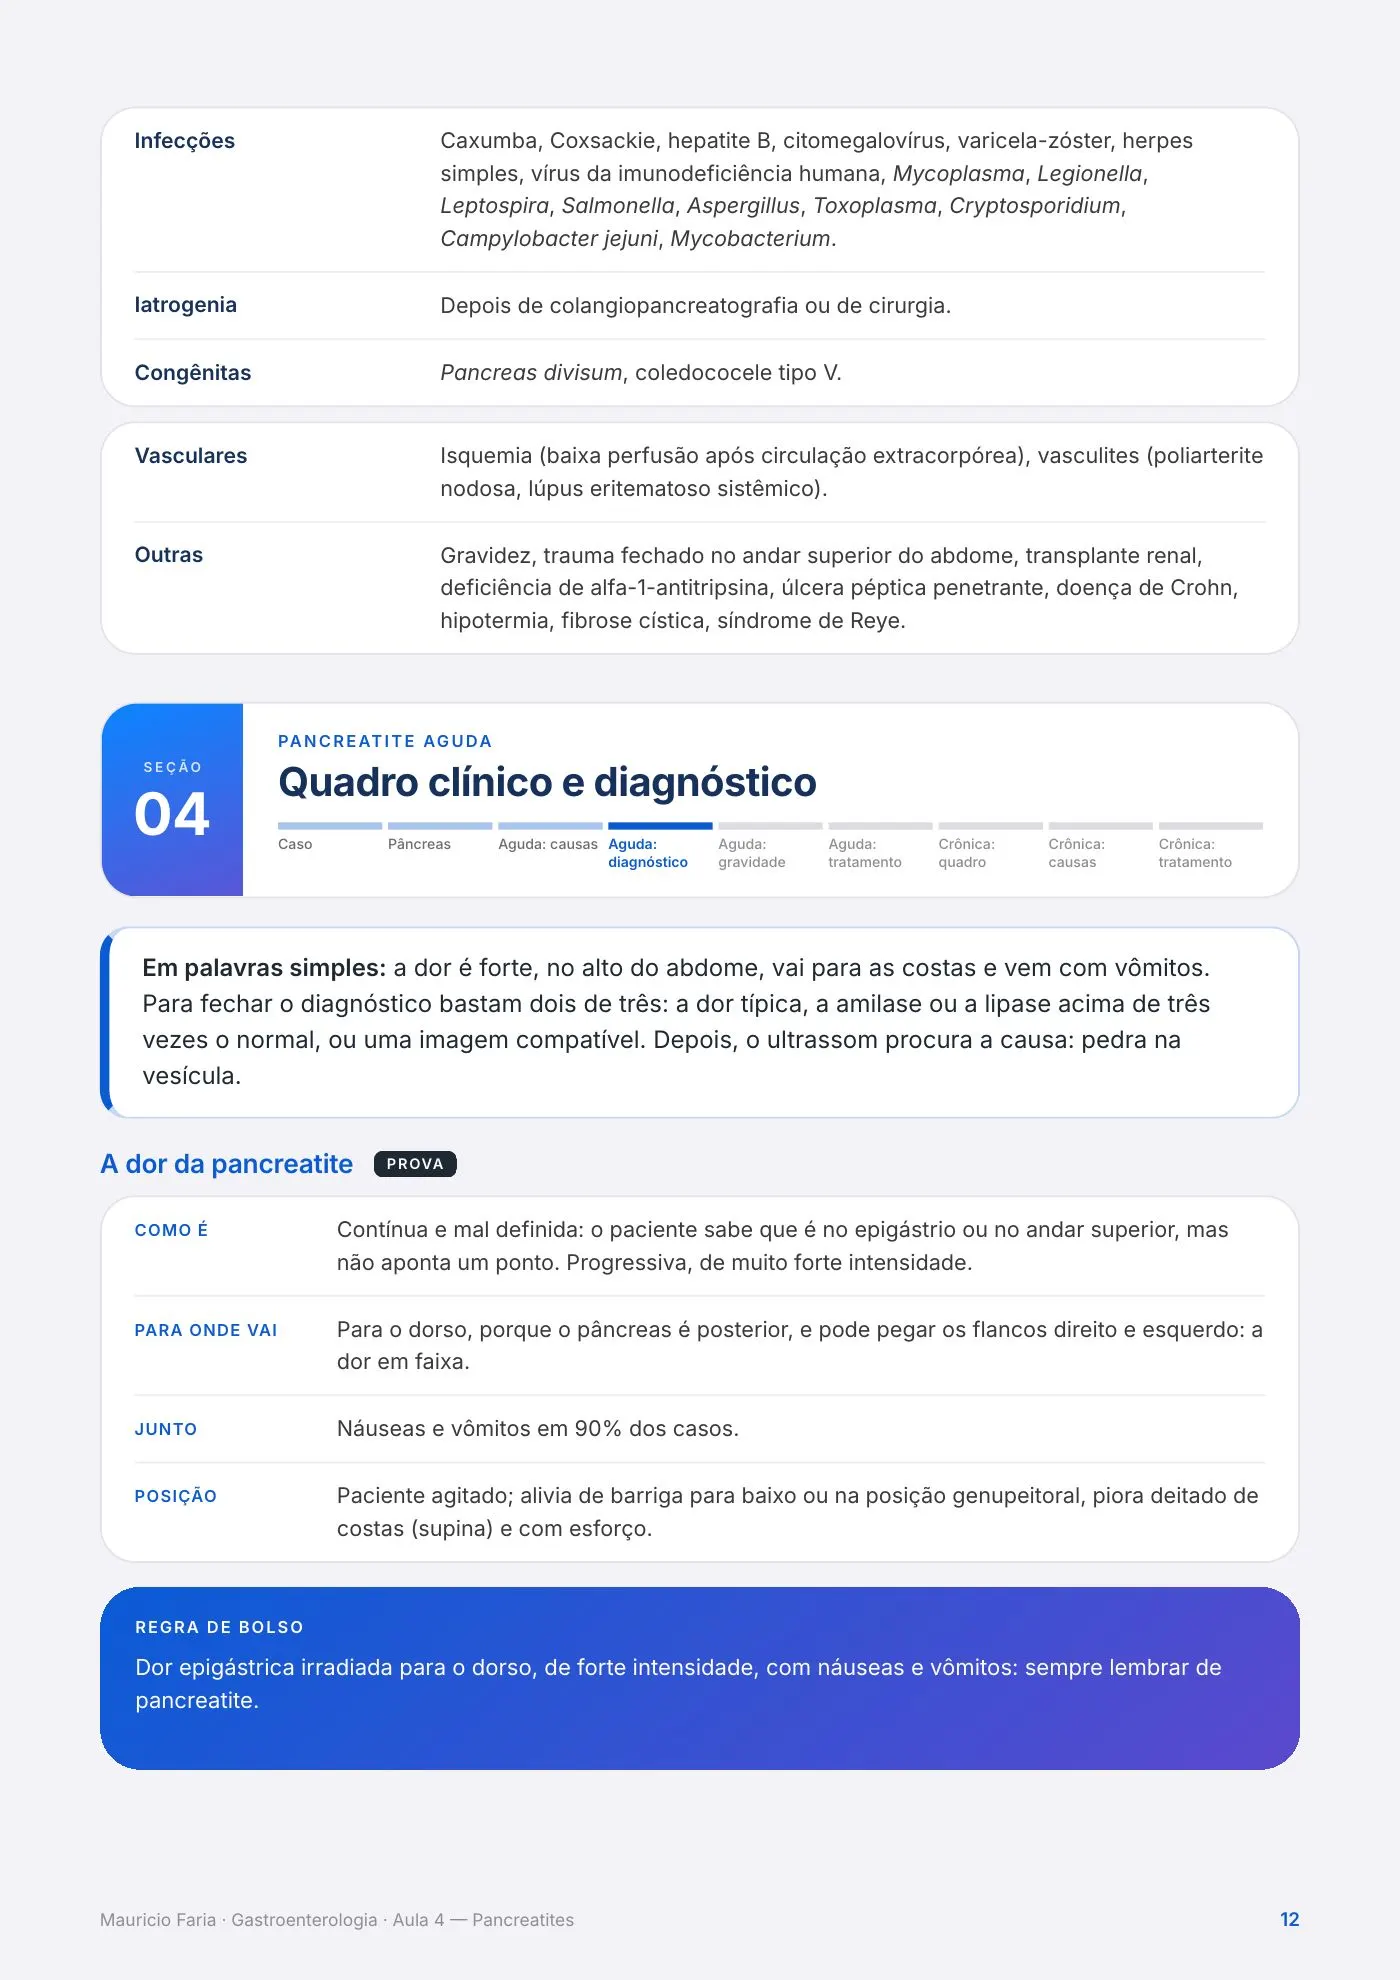 Infecções
Caxumba, Coxsackie, hepatite B, citomegalovírus, varicela-zóster, herpes
simples, vírus da imunodeficiência humana, Mycoplasma, Legionella,
Leptospira, Salmonella, Aspergillus, Toxoplasma, Cryptosporidium,
Campylobacter jejuni, Mycobacterium.
Iatrogenia
Depois de colangiopancreatografia ou de cirurgia.
Congênitas
Pancreas divisum, coledococele tipo V.
Vasculares
Isquemia (baixa perfusão após circulação extracorpórea), vasculites (poliarterite
nodosa, lúpus eritematoso sistêmico).
Outras
Gravidez, trauma fechado no andar superior do abdome, transplante renal,
deficiência de alfa-1-antitripsina, úlcera péptica penetrante, doença de Crohn,
hipotermia, fibrose cística, síndrome de Reye.
SEÇÃO
04
PANCREATITE AGUDA
Quadro clínico e diagnóstico
Caso
Pâncreas
Aguda: causas
Aguda:
diagnóstico
Aguda:
gravidade
Aguda:
tratamento
Crônica:
quadro
Crônica:
causas
Crônica:
tratamento
Em palavras simples: a dor é forte, no alto do abdome, vai para as costas e vem com vômitos.
Para fechar o diagnóstico bastam dois de três: a dor típica, a amilase ou a lipase acima de três
vezes o normal, ou uma imagem compatível. Depois, o ultrassom procura a causa: pedra na
vesícula.
A dor da pancreatite
PROVA
COMO É
Contínua e mal definida: o paciente sabe que é no epigástrio ou no andar superior, mas
não aponta um ponto. Progressiva, de muito forte intensidade.
PARA ONDE VAI
Para o dorso, porque o pâncreas é posterior, e pode pegar os flancos direito e esquerdo: a
dor em faixa.
JUNTO
Náuseas e vômitos em 90% dos casos.
POSIÇÃO
Paciente agitado; alivia de barriga para baixo ou na posição genupeitoral, piora deitado de
costas (supina) e com esforço.
REGRA DE BOLSO
Dor epigástrica irradiada para o dorso, de forte intensidade, com náuseas e vômitos: sempre lembrar de
pancreatite.
Mauricio Faria · Gastroenterologia · Aula 4 — Pancreatites
12